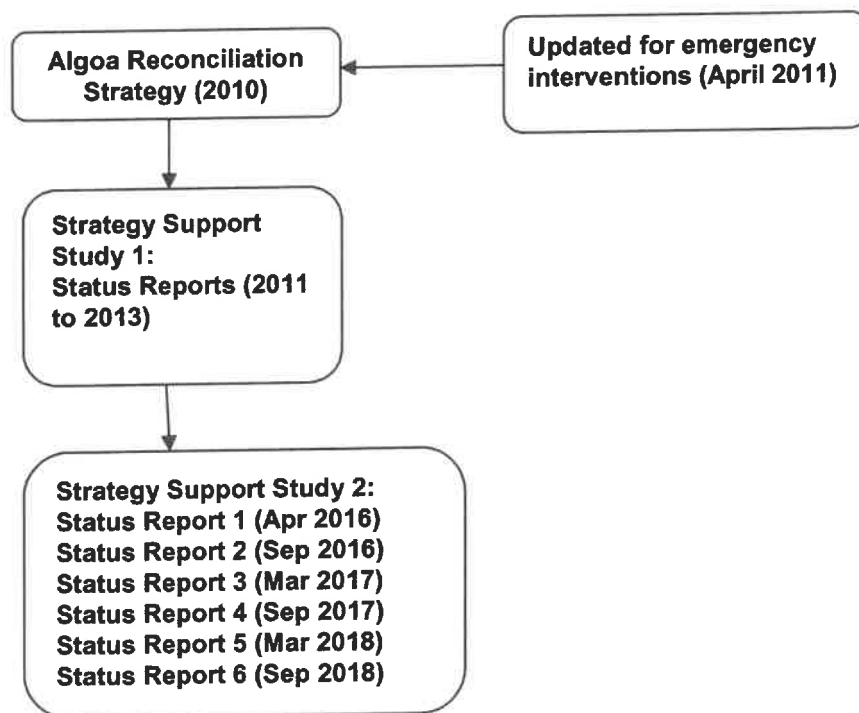 Algoa Reconciliation
Strategy (2010)
Updated for emergency
interventions (April 2011)
Strategy Support
Study 1:
Status Reports (2011
to 2013)
Strategy Support Study 2:
Status Report 1 (Apr 2016)
Status Report 2 (Sep 2016)
Status Report 3 (Mar 2017)
Status Report 4 (Sep 2017)
Status Report 5 (Mar 2018)
Status Report 6 (Sep 2018)